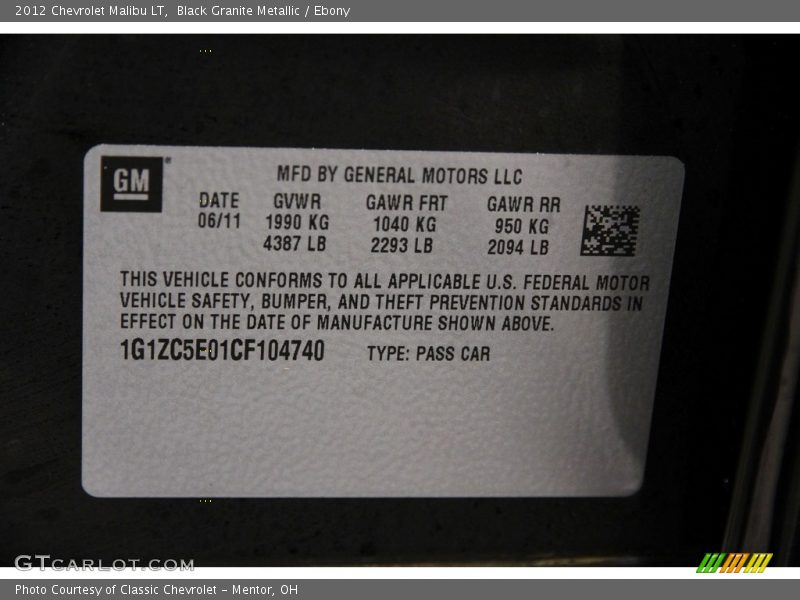 2012 Chevrolet Malibu LT, Black Granite Metallic / Ebony
GM
MFD BY GENERAL MOTORS LLC
DATE GVWR GAWR FRT GAWR RR
06/11 1990 KG 1040 KG 950 KG
4387 LB 2293 LB 2094 LB
THIS VEHICLE CONFORMS TO ALL APPLICABLE U.S. FEDERAL MOTOR
VEHICLE SAFETY, BUMPER, AND THEFT PREVENTION STANDARDS IN
EFFECT ON THE DATE OF MANUFACTURE SHOWN ABOVE.
1G1ZC5E01CF104740 TYPE: PASS CAR
GTCARLOT.COM
Photo Courtesy of Classic Chevrolet - Mentor, OH